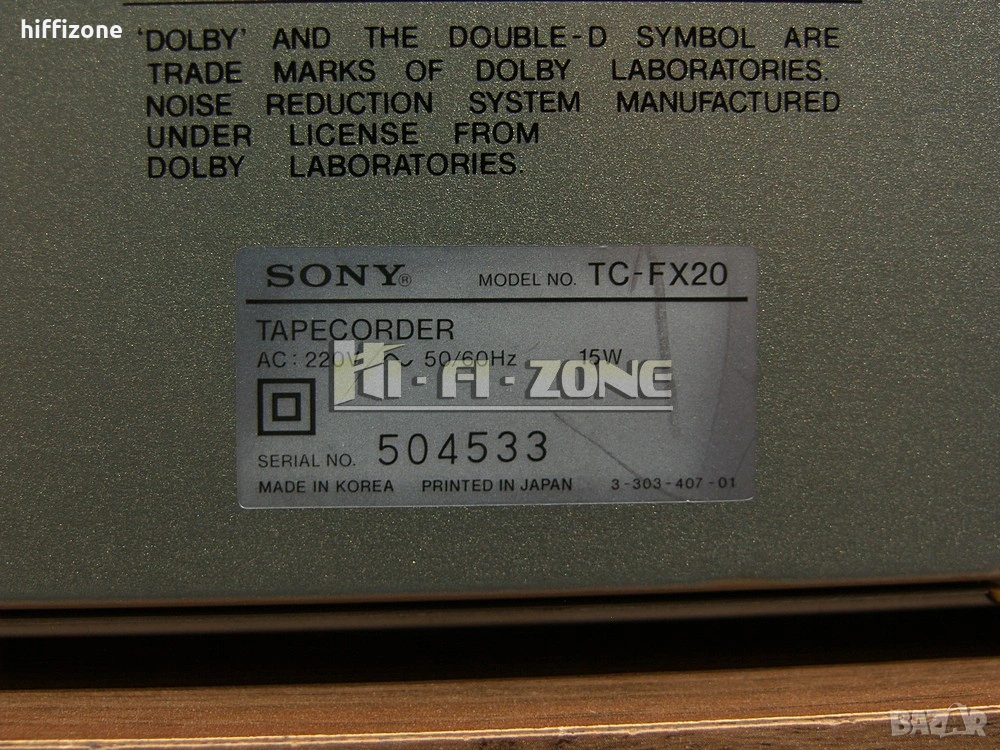 hiffizone
'DOLBY' AND THE DOUBLE-D SYMBOL ARE
TRADE MARKS OF DOLBY LABORATORIES.
NOISE REDUCTION SYSTEM MANUFACTURED
UNDER LICENSE FROM
DOLBY LABORATORIES.
SONY® MODEL NO. TC-FX20
TAPECORDER
AC: 220V ~ 50/60Hz 15W
Hi-Fi-ZONE
SERIAL NO. 504533
MADE IN KOREA PRINTED IN JAPAN 3-303-407-01
BAZAR